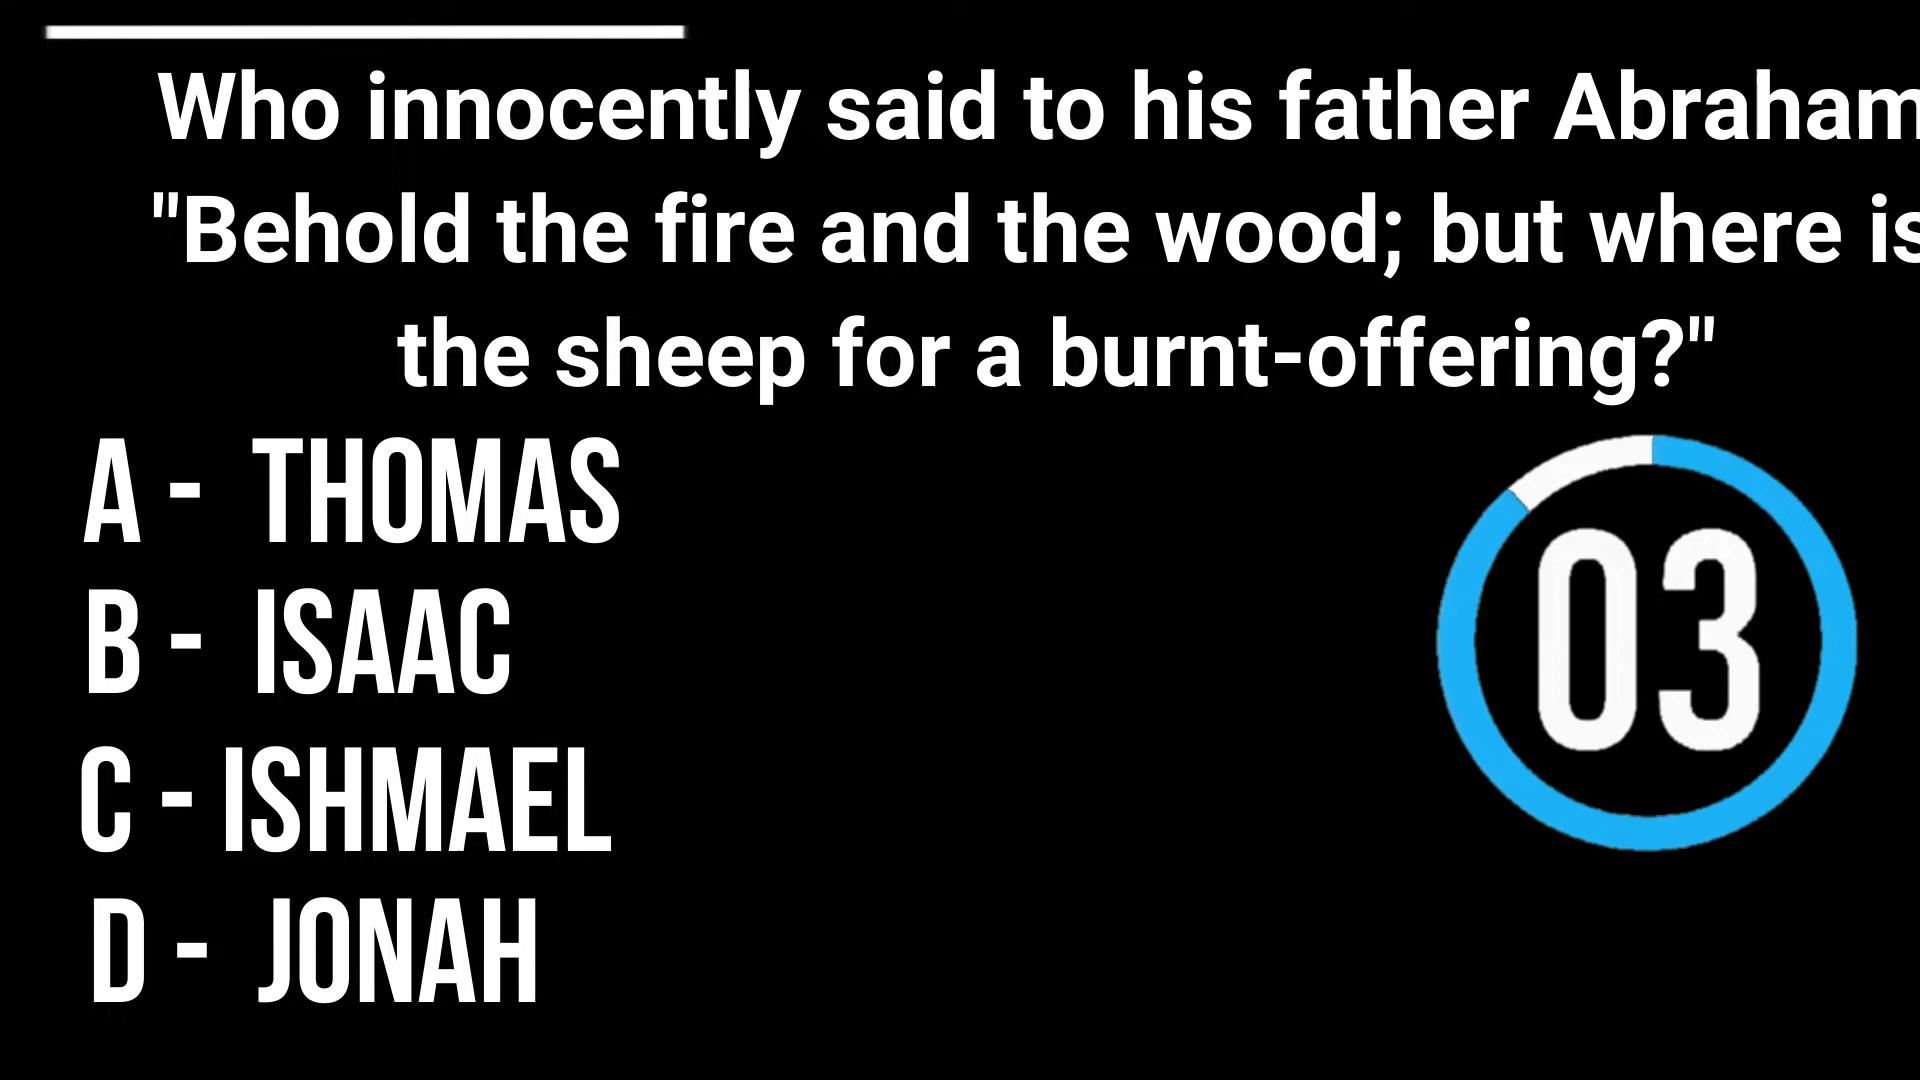 Who innocently said to his father Abraham
"Behold the fire and the wood; but where is
the sheep for a burnt-offering?"
A - THOMAS
B - ISAAC
C - ISHMAEL
D - JONAH
03